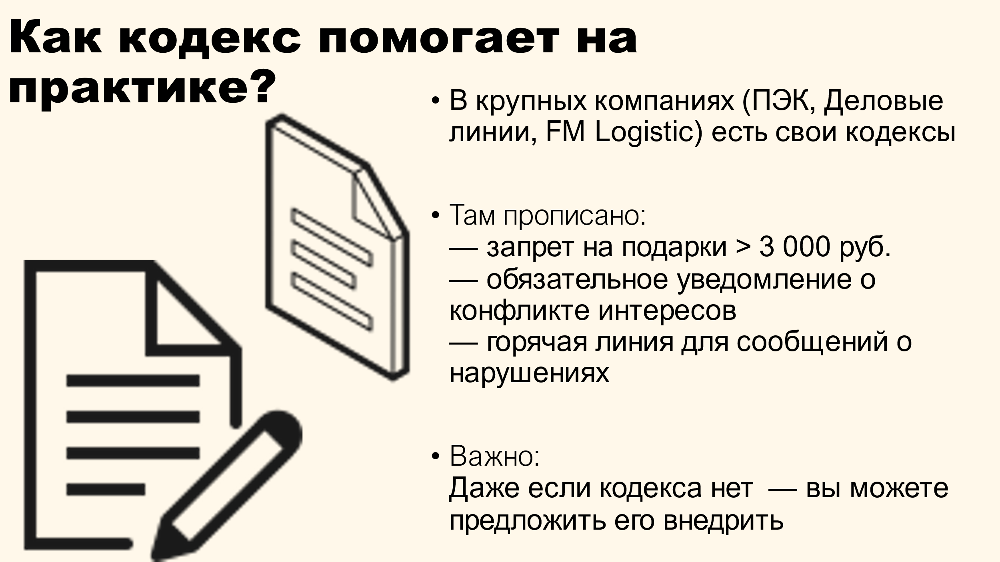 Как кодекс помогает на
практике?
• В крупных компаниях (ПЭК, Деловые
линии, FM Logistic) есть свои кодексы
• Там прописано:
— запрет на подарки > 3 000 руб.
— обязательное уведомление о
конфликте интересов
— горячая линия для сообщений о
нарушениях
• Важно:
Даже если кодекса нет — вы можете
предложить его внедрить